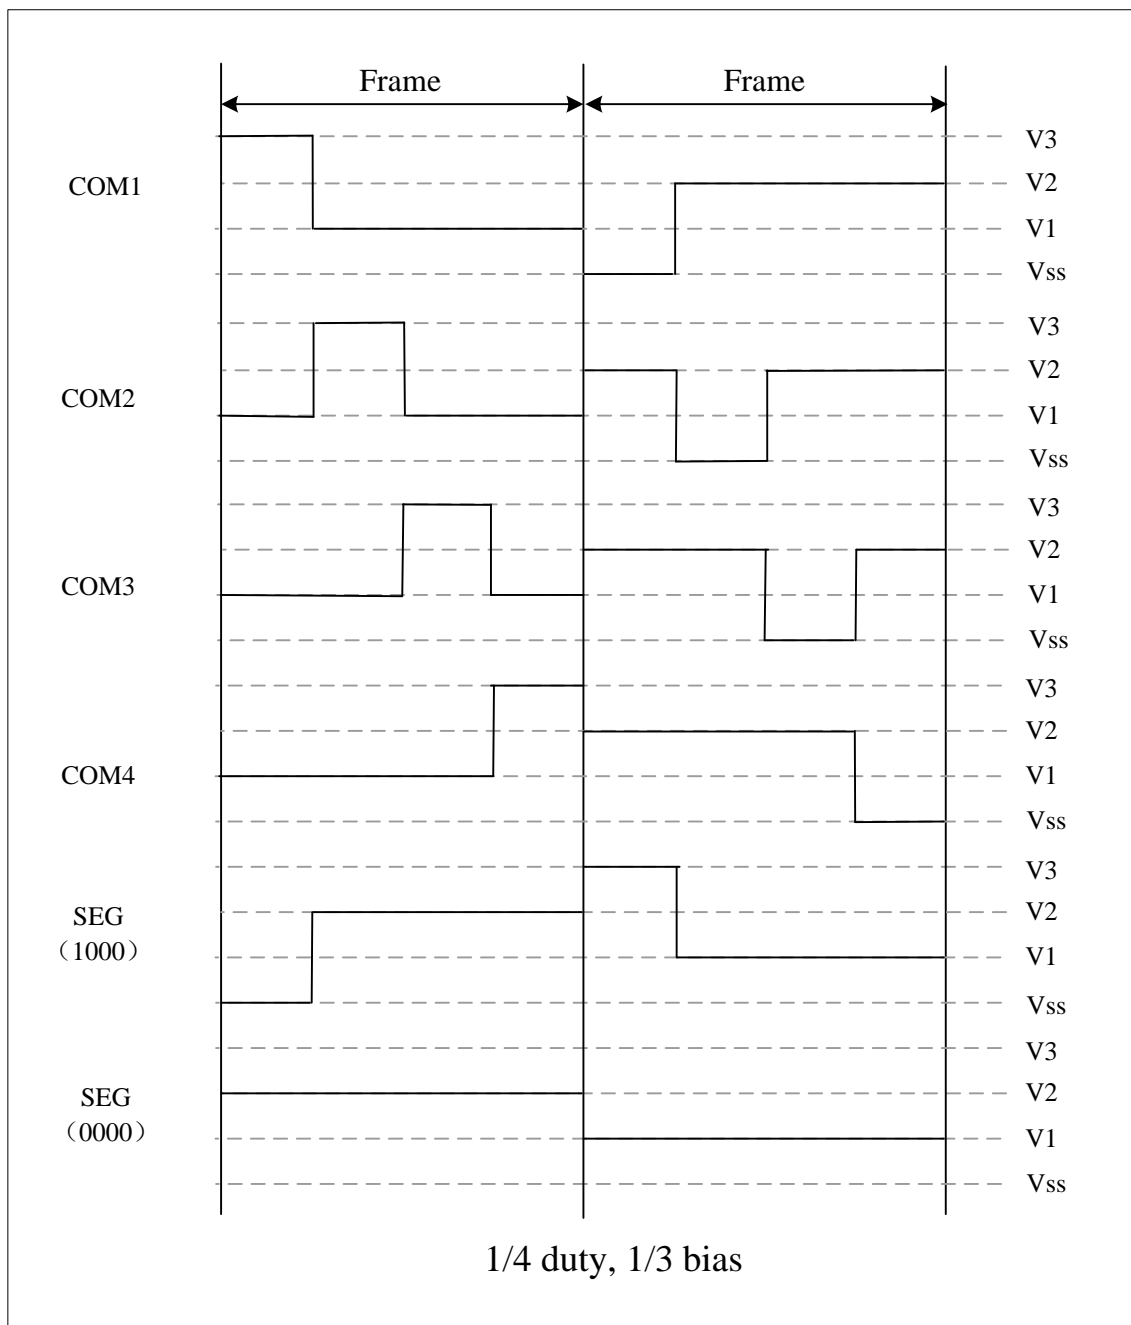 Frame Frame
V3
COM1 V2
V1
Vss
V3
V2
COM2 V1
Vss
V3
V2
COM3 V1
Vss
V3
V2
COM4 V1
Vss
V3
SEG V2
（1000） V1
Vss
V3
SEG V2
（0000） V1
Vss
1/4 duty, 1/3 bias